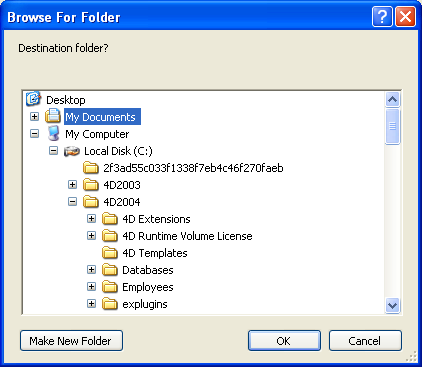 Browse For Folder
Destination folder?
Desktop
My Documents
My Computer
Local Disk (C:)
2f3ad55c033f1338f7eb4c46f270faeb
4D2003
4D2004
4D Extensions
4D Runtime Volume License
4D Templates
Databases
Employees
explugins
Make New Folder
OK
Cancel